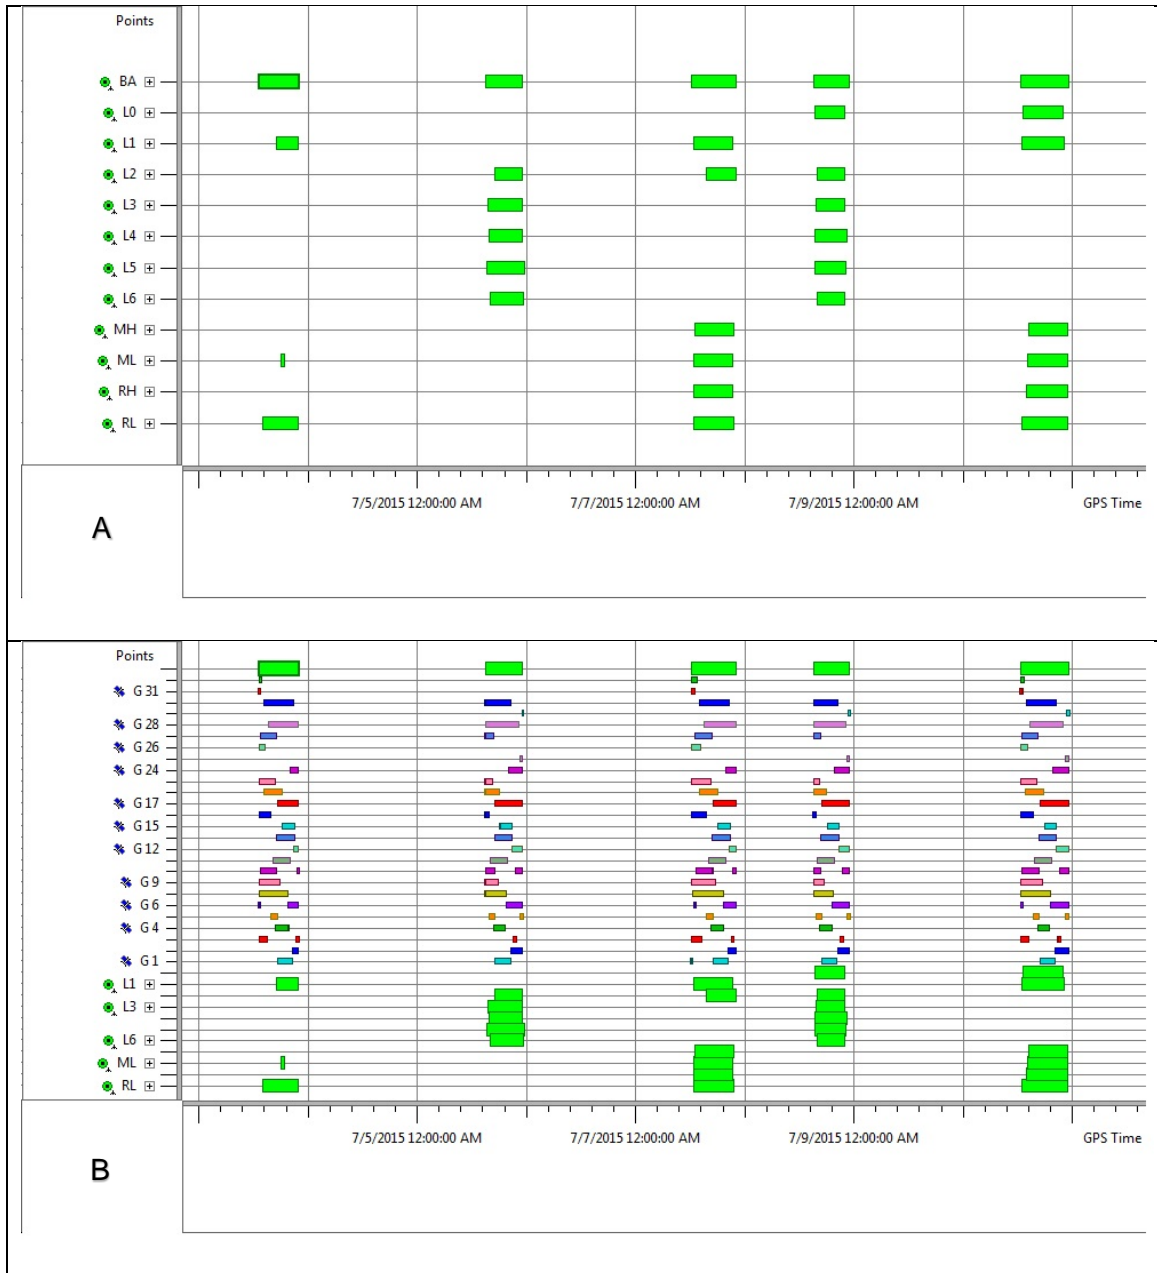 Points
BA
L0
L1
L2
L3
L4
L5
L6
MH
ML
RH
RL
7/5/2015 12:00:00 AM 7/7/2015 12:00:00 AM 7/9/2015 12:00:00 AM GPS Time
A
Points
G 31
G 28
G 26
G 24
G 17
G 15
G 12
G 9
G 6
G 4
G 1
L1
L3
L6
ML
RL
7/5/2015 12:00:00 AM 7/7/2015 12:00:00 AM 7/9/2015 12:00:00 AM GPS Time
B